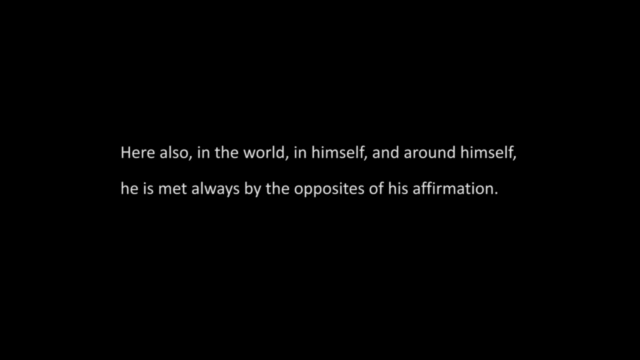 Here also, in the world, in himself, and around himself,
he is met always by the opposites of his affirmation.